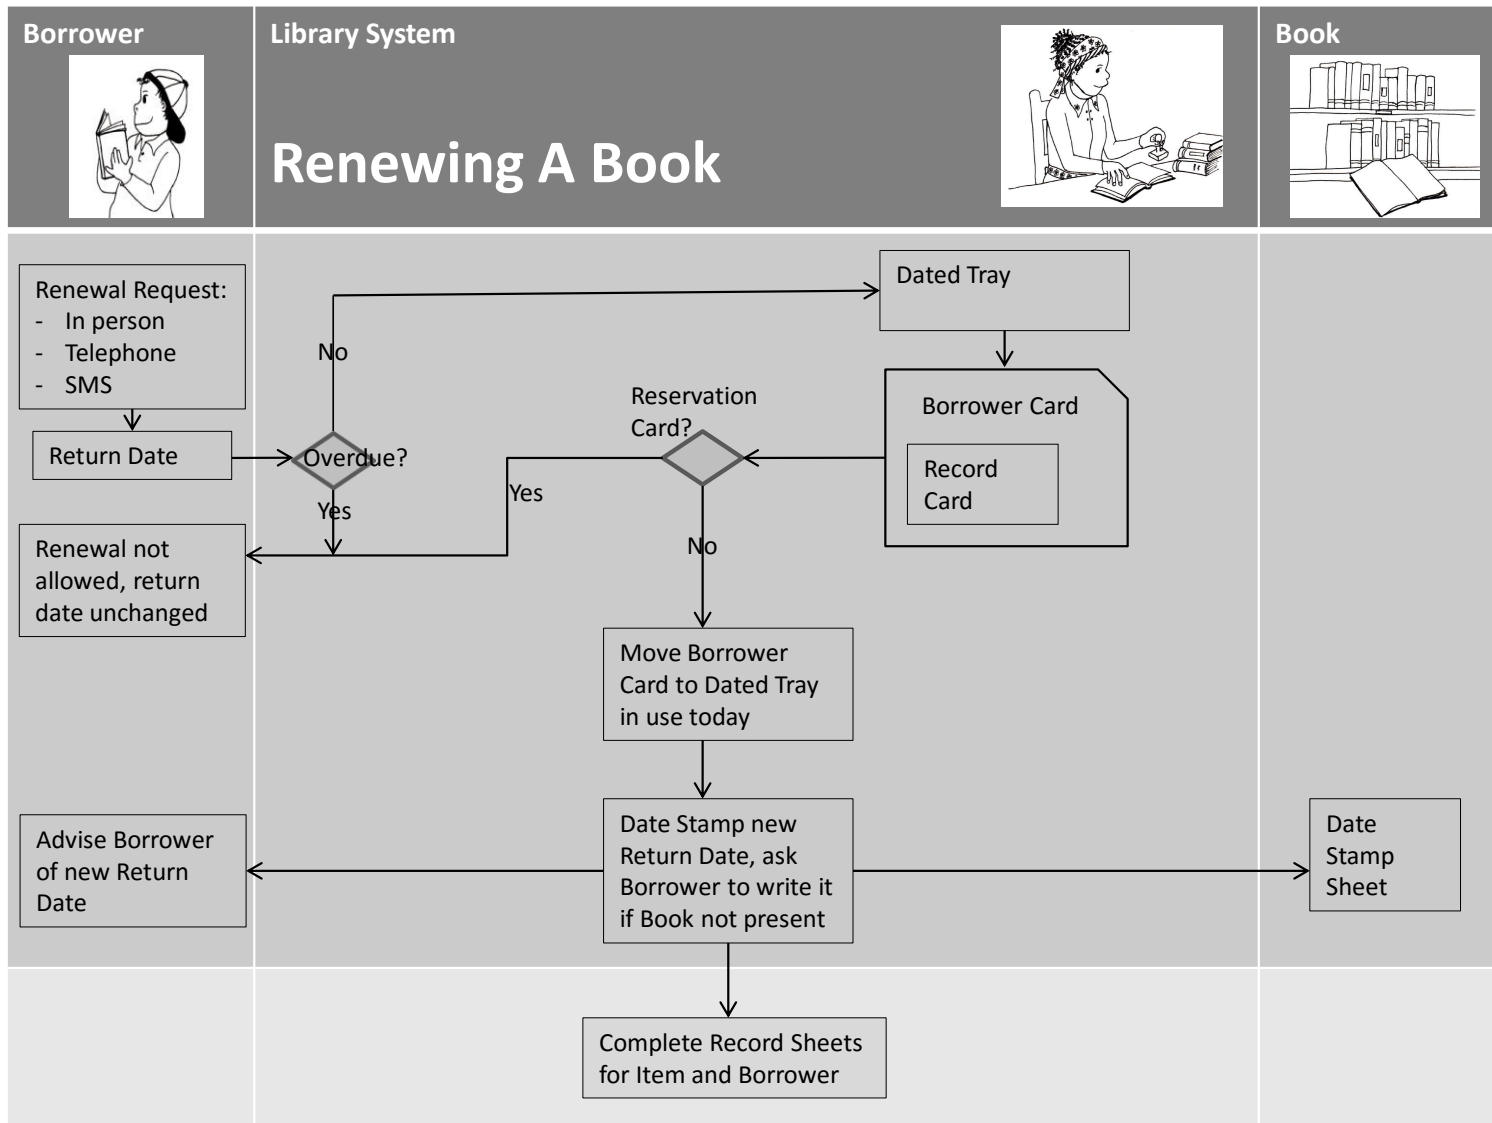 Borrower
Library System
Book
Renewing A Book
Renewal Request:
- In person
- Telephone
- SMS
Return Date
Overdue?
No
Yes
Renewal not
allowed, return
date unchanged
Dated Tray
Borrower Card
Record
Card
Reservation
Card?
Yes
No
Move Borrower
Card to Dated Tray
in use today
Date Stamp new
Return Date, ask
Borrower to write it
if Book not present
Advise Borrower
of new Return
Date
Date
Stamp
Sheet
Complete Record Sheets
for Item and Borrower